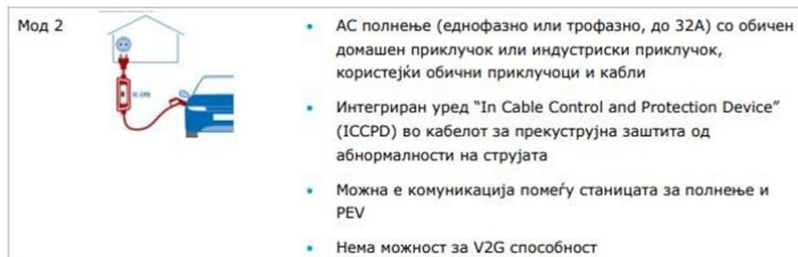 Мод 2
IC-CPD
АС полнење (еднофазно или трофазно, до 32А) со обичен
домашен приклучок или индустриски приклучок,
користејќи обични приклучоци и кабли
Интегриран уред “In Cable Control and Protection Device”
(ICCPD) во кабелот за прекуструјна заштита од
абнормалности на струјата
Можна е комуникација помеѓу станицата за полнење и
PEV
Нема можност за V2G способност